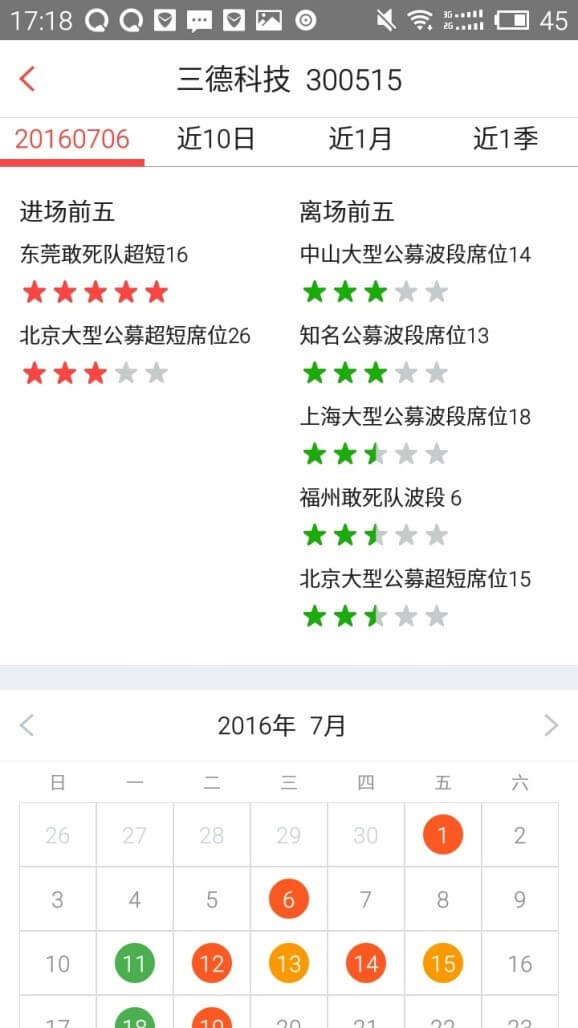 17:18 3G 2G 45
三德科技 300515
20160706 近10日 近1月 近1季
进场前五
东莞敢死队超短16
北京大型公募超短席位26
离场前五
中山大型公募波段席位14
知名公募波段席位13
上海大型公募波段席位18
福州敢死队波段 6
北京大型公募超短席位15
2016年 7月
日 一 二 三 四 五 六
26 27 28 29 30 1 2
3 4 5 6 7 8 9
10 11 12 13 14 15 16
17 18 19 20 21 22 23